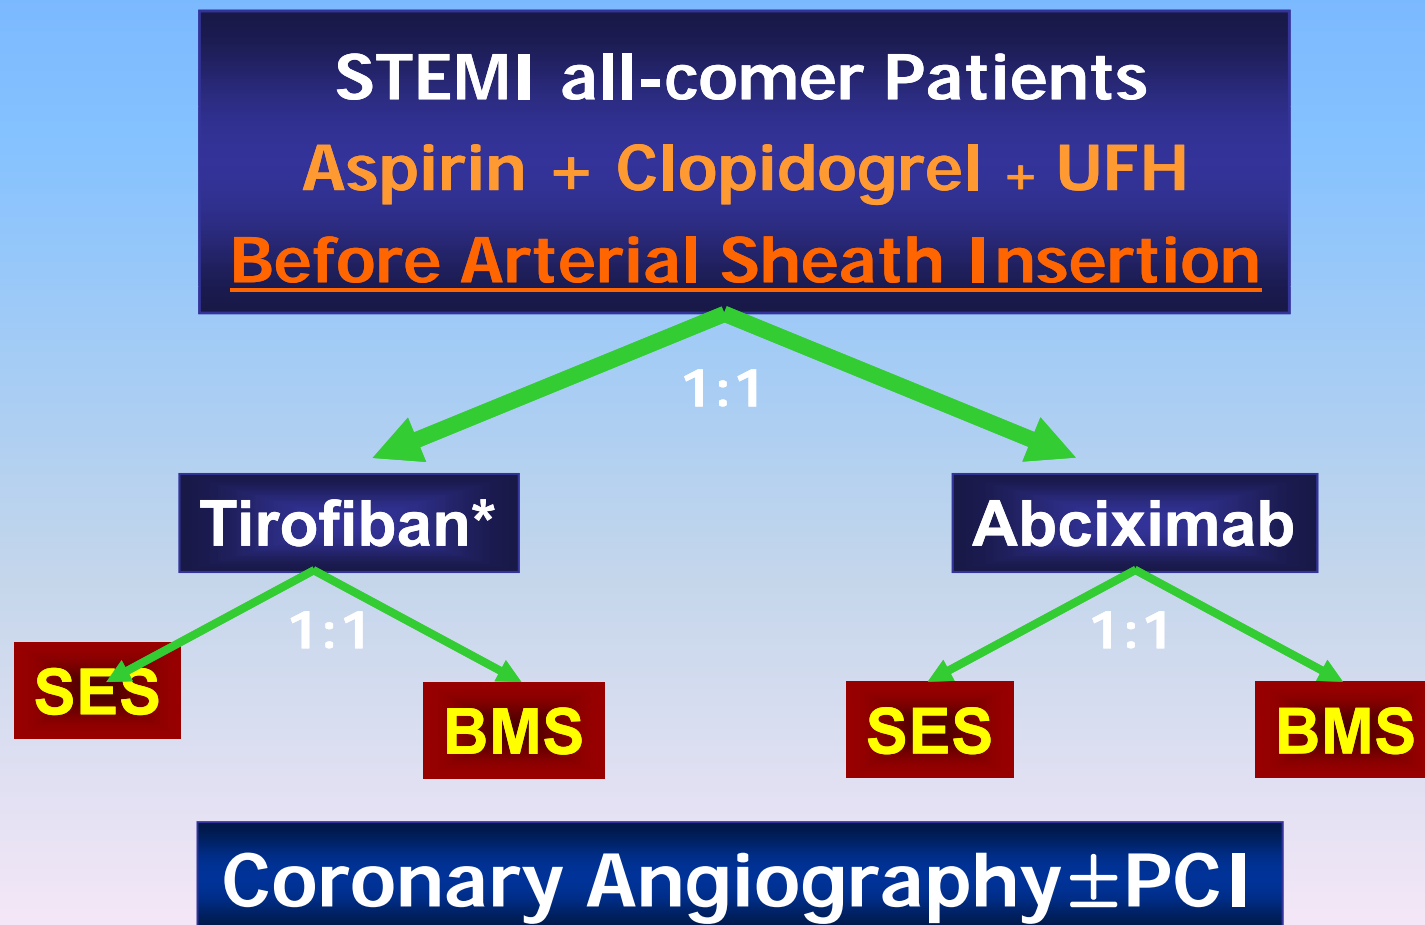 STEMI all-comer Patients
Aspirin + Clopidogrel + UFH
Before Arterial Sheath Insertion
1:1
Tirofiban*
Abciximab
1:1
1:1
SES
BMS
SES
BMS
Coronary Angiography±PCI